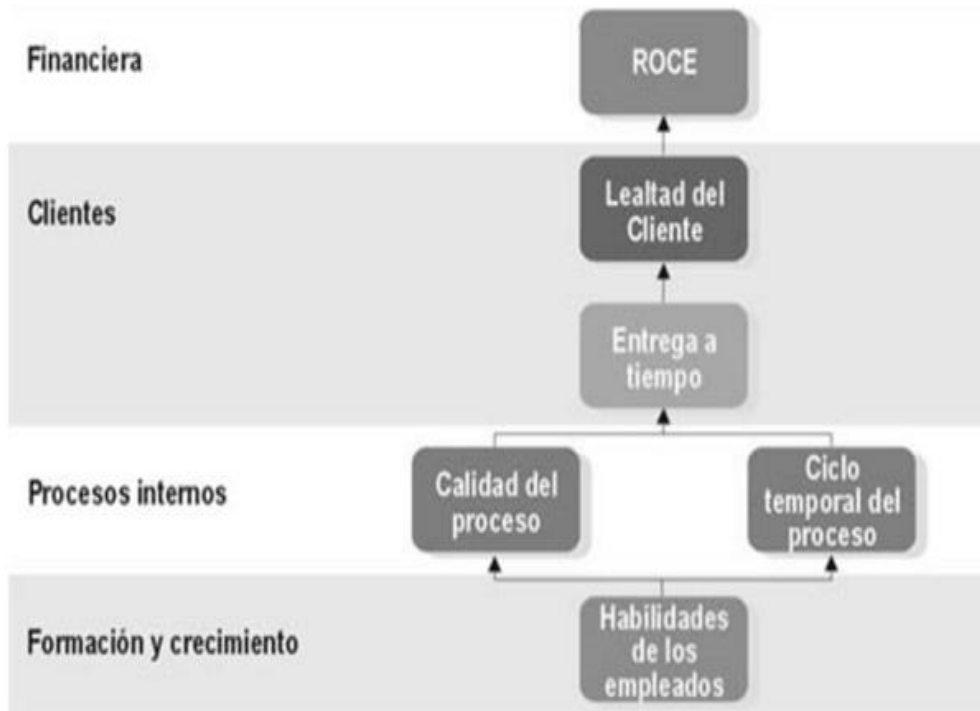 Financiera
ROCE
Clientes
Lealtad del
Cliente
Entrega a
tiempo
Procesos internos
Calidad del
proceso
Ciclo
temporal del
proceso
Formación y crecimiento
Habilidades
de los
empleados